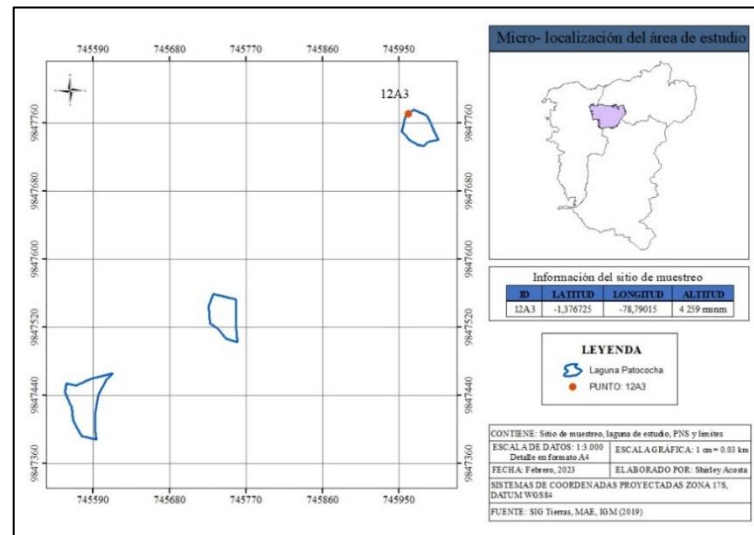 745590 745680 745770 745860 745950
Micro- localización del área de estudio
12A3
9847760 9847760
9847680 9847680
9847600 9847600
9847520 9847520
9847440 9847440
9847360 9847360
745590 745680 745770 745860 745950
Información del sitio de muestreo
ID LATITUD LONGITUD ALTITUD
12A3 -1,376725 -78,79015 4 259 msnm
LEYENDA
Laguna Patococha
PUNTO: 12A3
CONTIENE: Sitio de muestreo, laguna de estudio, PNS y limites
ESCALA DE DATOS: 1:3.000
Detalle en formato A4
ESCALA GRÁFICA: 1 cm = 0.03 km
FECHA: Febrero, 2023
ELABORADO POR: Shirley Acosta
SISTEMAS DE COORDENADAS PROYECTADAS ZONA 17S,
DATUM WGS84
FUENTE: SIG Tierras, MAE, IGM (2019)